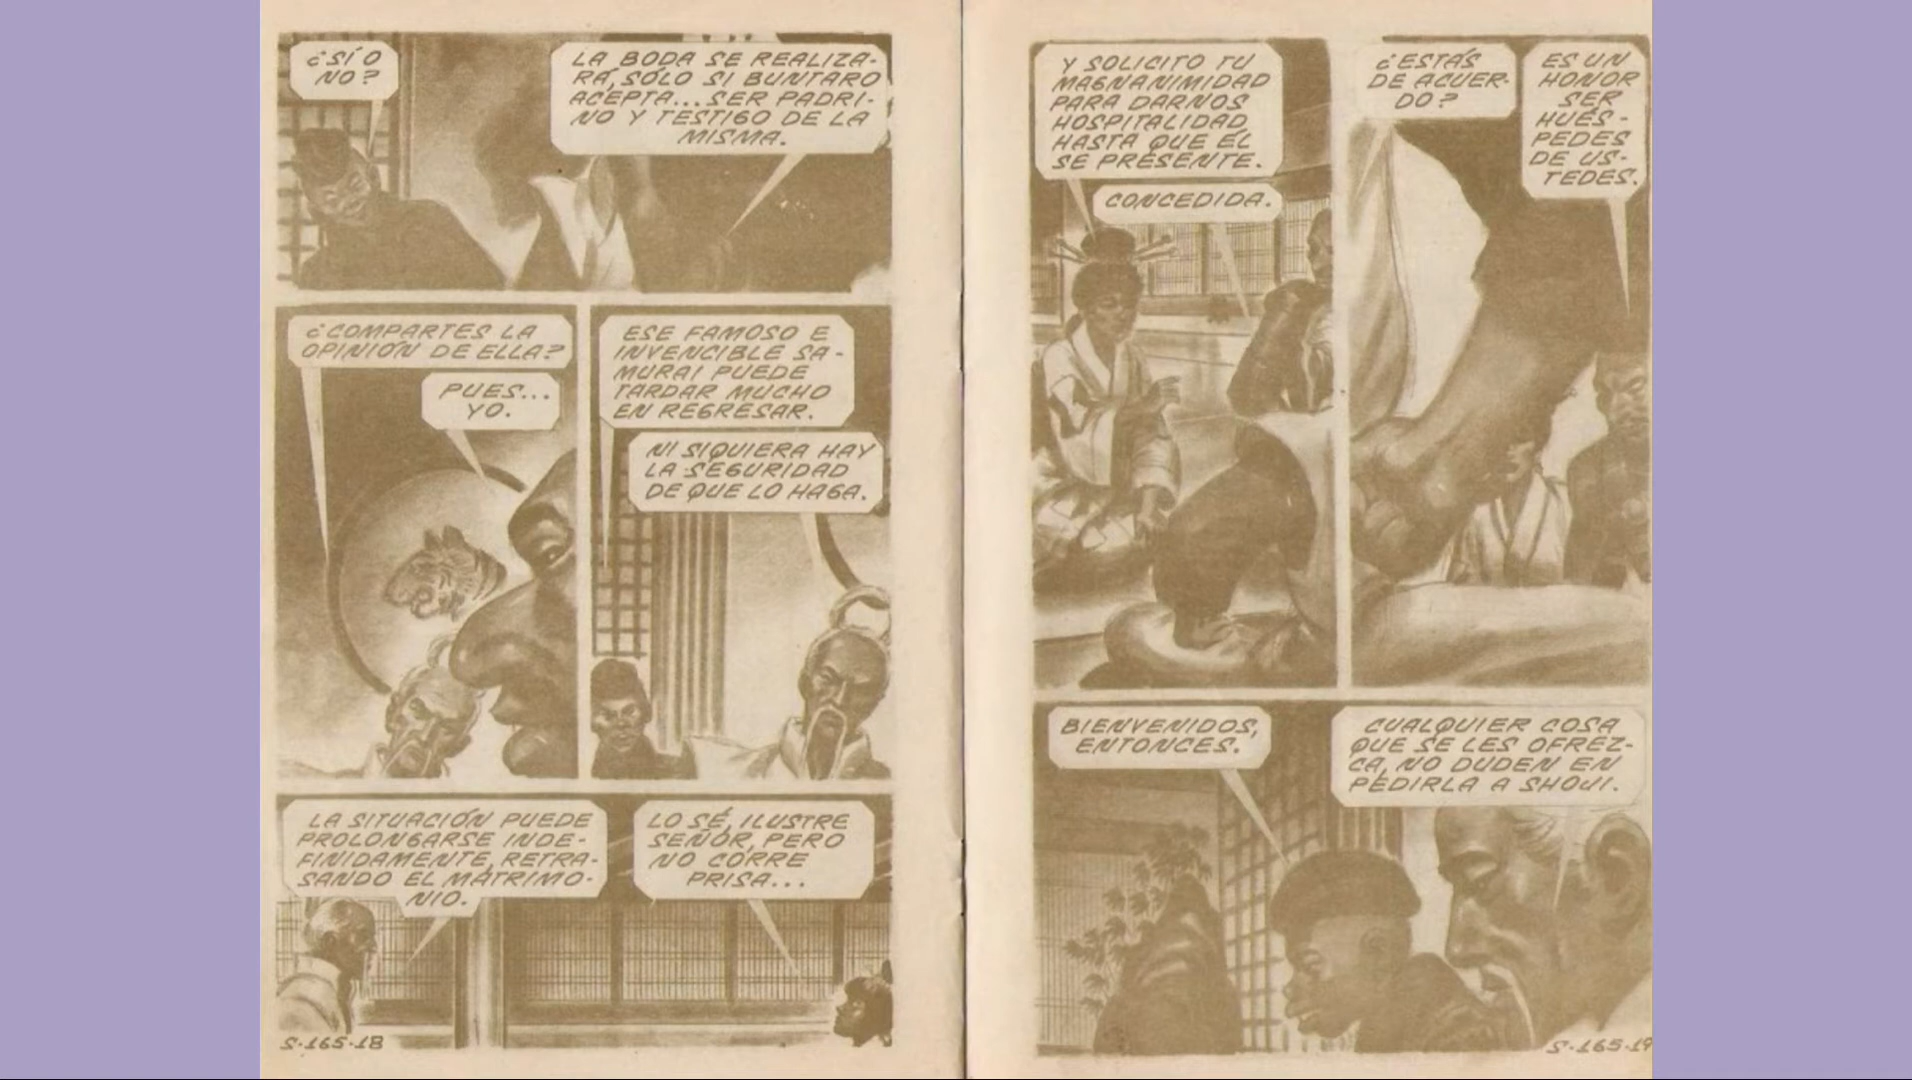 ¿SÍ O
NO?
LA BODA SE REALIZA-
RÁ, SÓLO SI BUNTARO
ACEPTA... SER PADRI-
NO Y TESTIGO DE LA
MISMA.
¿COMPARTES LA
OPINIÓN DE ELLA?
PUES...
YO.
ESE FAMOSO E
INVENCIBLE SA-
MURAI PUEDE
TARDAR MUCHO
EN REGRESAR.
NI SIQUIERA HAY
LA SEGURIDAD
DE QUE LO HAGA.
LA SITUACIÓN PUEDE
PROLONGARSE INDE-
FINIDAMENTE, RETRA-
SANDO EL MATRIMO-
NIO.
LO SÉ, ILUSTRE
SEÑOR, PERO
NO CORRE
PRISA...
S-165-18
Y SOLICITO TU
MAGNANIMIDAD
PARA DARNOS
HOSPITALIDAD
HASTA QUE ÉL
SE PRESENTE.
CONCEDIDA.
¿ESTÁS
DE ACUER-
DO?
ES UN
HONOR
SER
HUÉS-
PEDES
DE US-
TEDES.
BIENVENIDOS,
ENTONCES.
CUALQUIER COSA
QUE SE LES OFREZ-
CA, NO DUDEN EN
PEDIRLA A SHOUI.
S-165-19